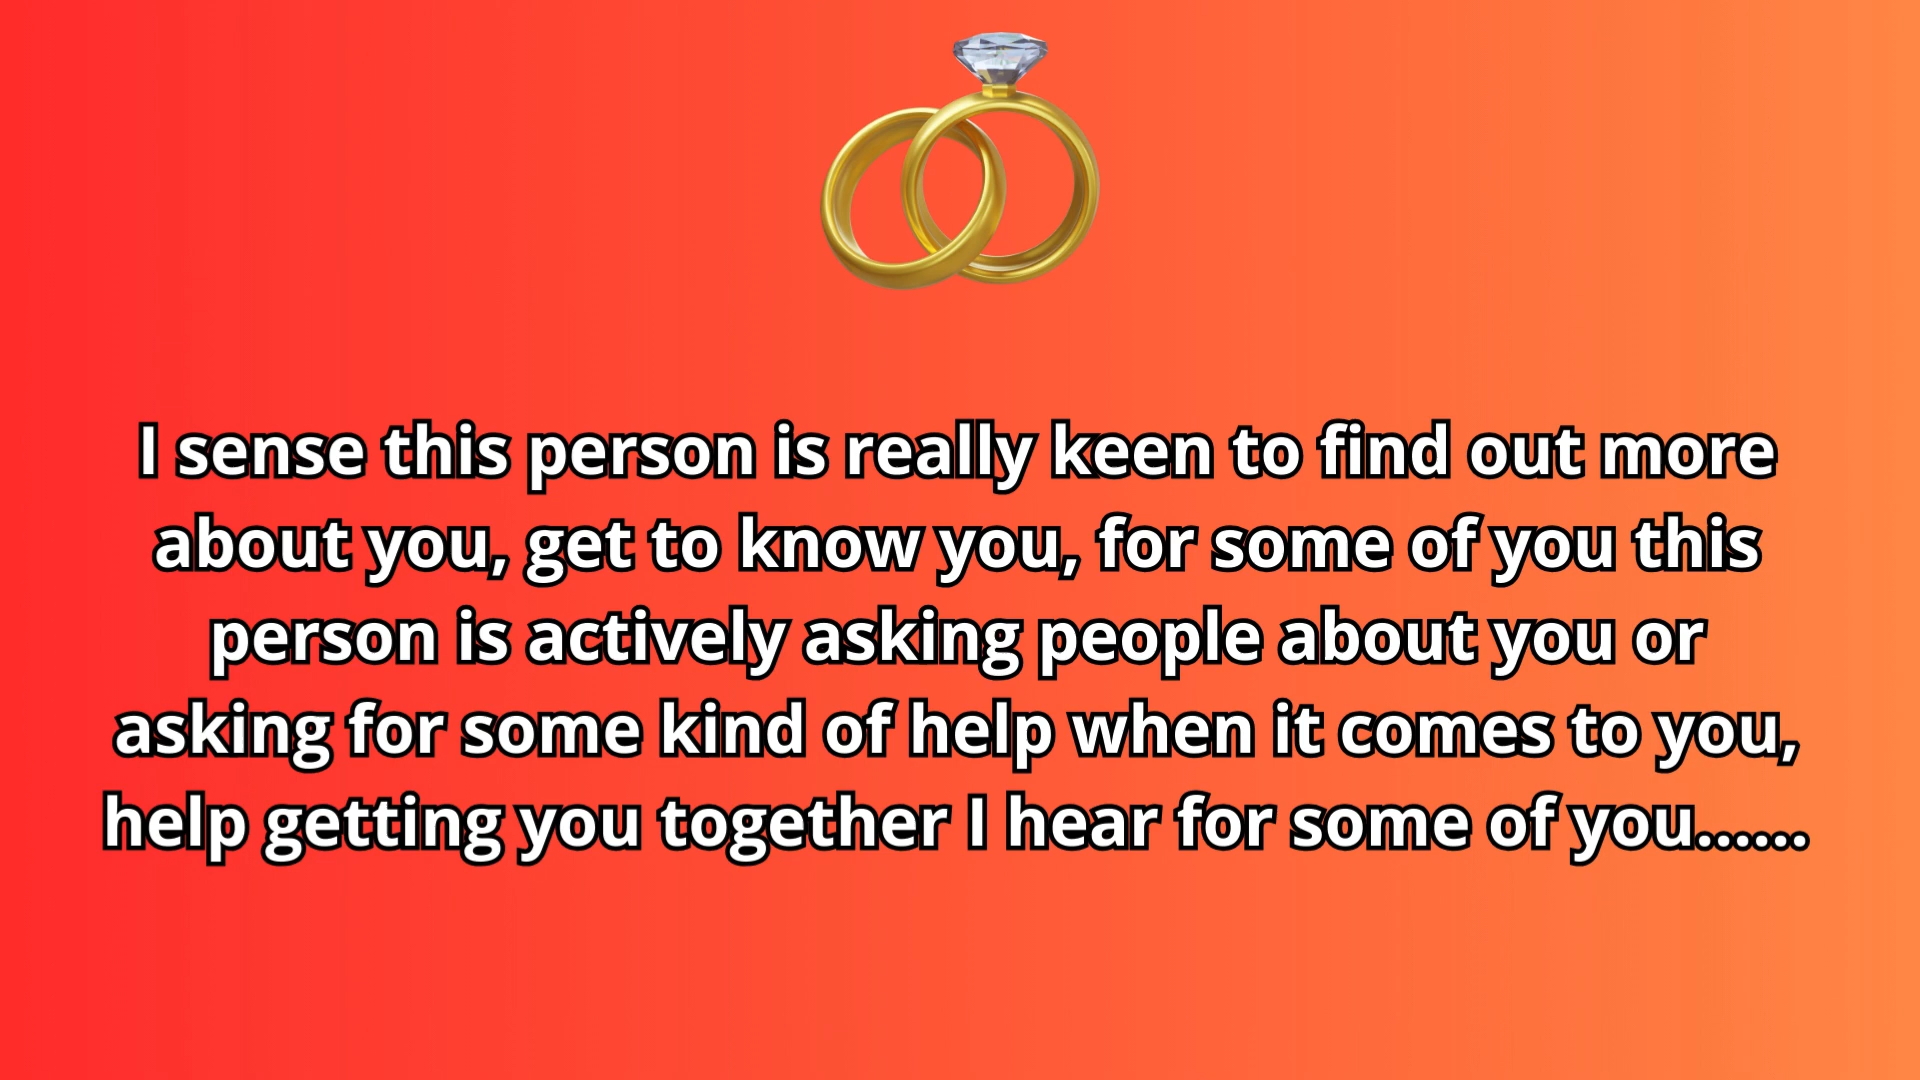 I sense this person is really keen to find out more
about you, get to know you, for some of you this
person is actively asking people about you or
asking for some kind of help when it comes to you,
help getting you together I hear for some of you......